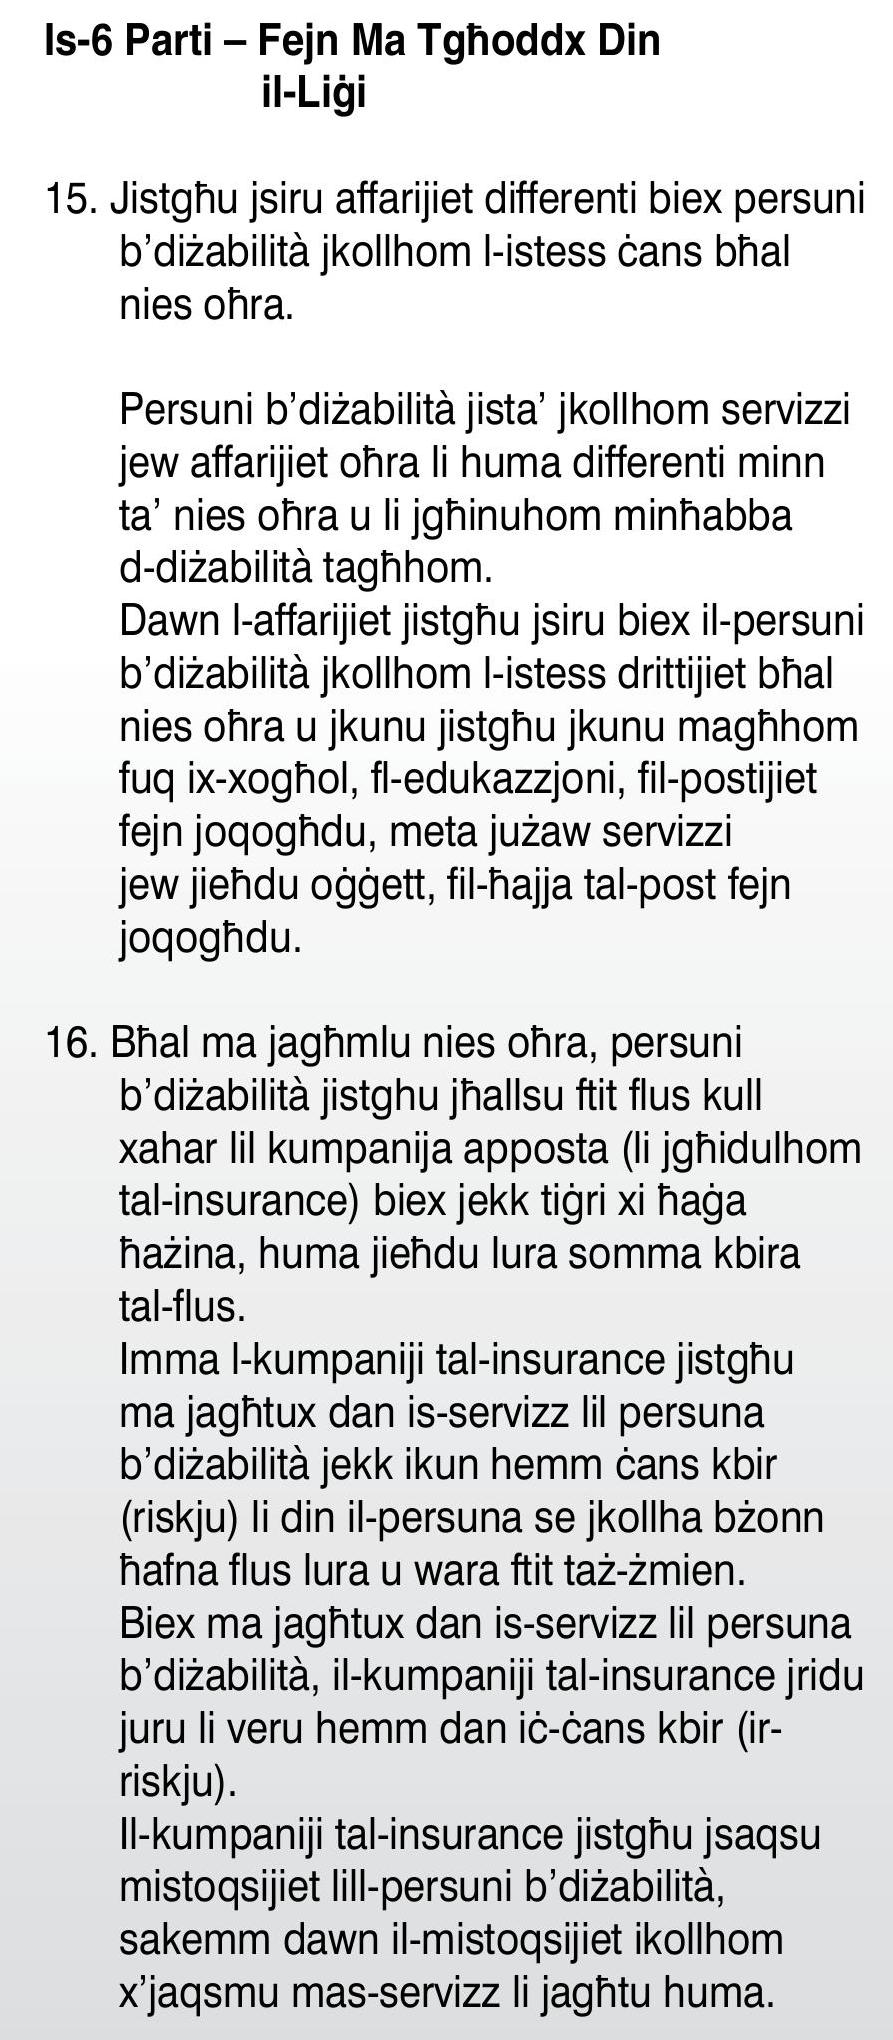 Is-6 Parti – Fejn Ma Tgħoddx Din
il-Liġi
15. Jistgħu jsiru affarijiet differenti biex persuni
b’diżabilità jkollhom l-istess ċans bħal
nies oħra.
Persuni b’diżabilità jista’ jkollhom servizzi
jew affarijiet oħra li huma differenti minn
ta’ nies oħra u li jgħinuhom minħabba
d-diżabilità tagħhom.
Dawn l-affarijiet jistgħu jsiru biex il-persuni
b’diżabilità jkollhom l-istess drittijiet bħal
nies oħra u jkunu jistgħu jkunu magħhom
fuq ix-xogħol, fl-edukazzjoni, fil-postijiet
fejn joqogħdu, meta jużaw servizzi
jew jieħdu oġġett, fil-ħajja tal-post fejn
joqogħdu.
16. Bħal ma jagħmlu nies oħra, persuni
b’diżabilità jistghu jħallsu ftit flus kull
xahar lil kumpanija apposta (li jgħidulhom
tal-insurance) biex jekk tiġri xi ħaġa
ħażina, huma jieħdu lura somma kbira
tal-flus.
Imma l-kumpaniji tal-insurance jistgħu
ma jagħtux dan is-servizz lil persuna
b’diżabilità jekk ikun hemm ċans kbir
(riskju) li din il-persuna se jkollha bżonn
ħafna flus lura u wara ftit taż-żmien.
Biex ma jagħtux dan is-servizz lil persuna
b’diżabilità, il-kumpaniji tal-insurance jridu
juru li veru hemm dan iċ-ċans kbir (ir-
riskju).
Il-kumpaniji tal-insurance jistgħu jsaqsu
mistoqsijiet lill-persuni b’diżabilità,
sakemm dawn il-mistoqsijiet ikollhom
x’jaqsmu mas-servizz li jagħtu huma.